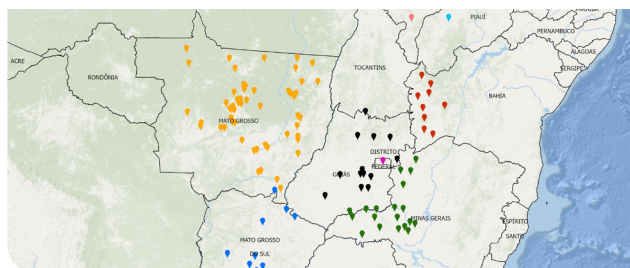 PARAÍBA
PIAUÍ
PERNAMBUCO
ALAGOAS
ACRE
SERGIPE
TOCANTINS
RONDÔNIA
BAHIA
MATO GROSSO
DISTRITO
FEDERAL
GOIÁS
MINAS GERAIS
ESPÍRITO
SANTO
MATO GROSSO
DO SUL